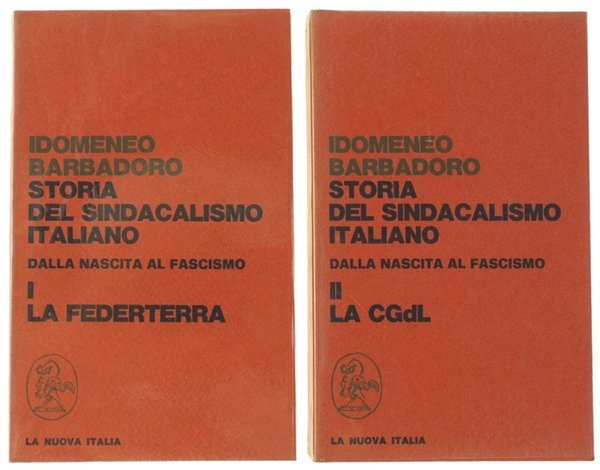 IDOMENEO
BARBADORO
STORIA
DEL SINDACALISMO
ITALIANO
DALLA NASCITA AL FASCISMO
I
LA FEDERTERRA
LA NUOVA ITALIA
IDOMENEO
BARBADORO
STORIA
DEL SINDACALISMO
ITALIANO
DALLA NASCITA AL FASCISMO
II
LA CGdL
LA NUOVA ITALIA